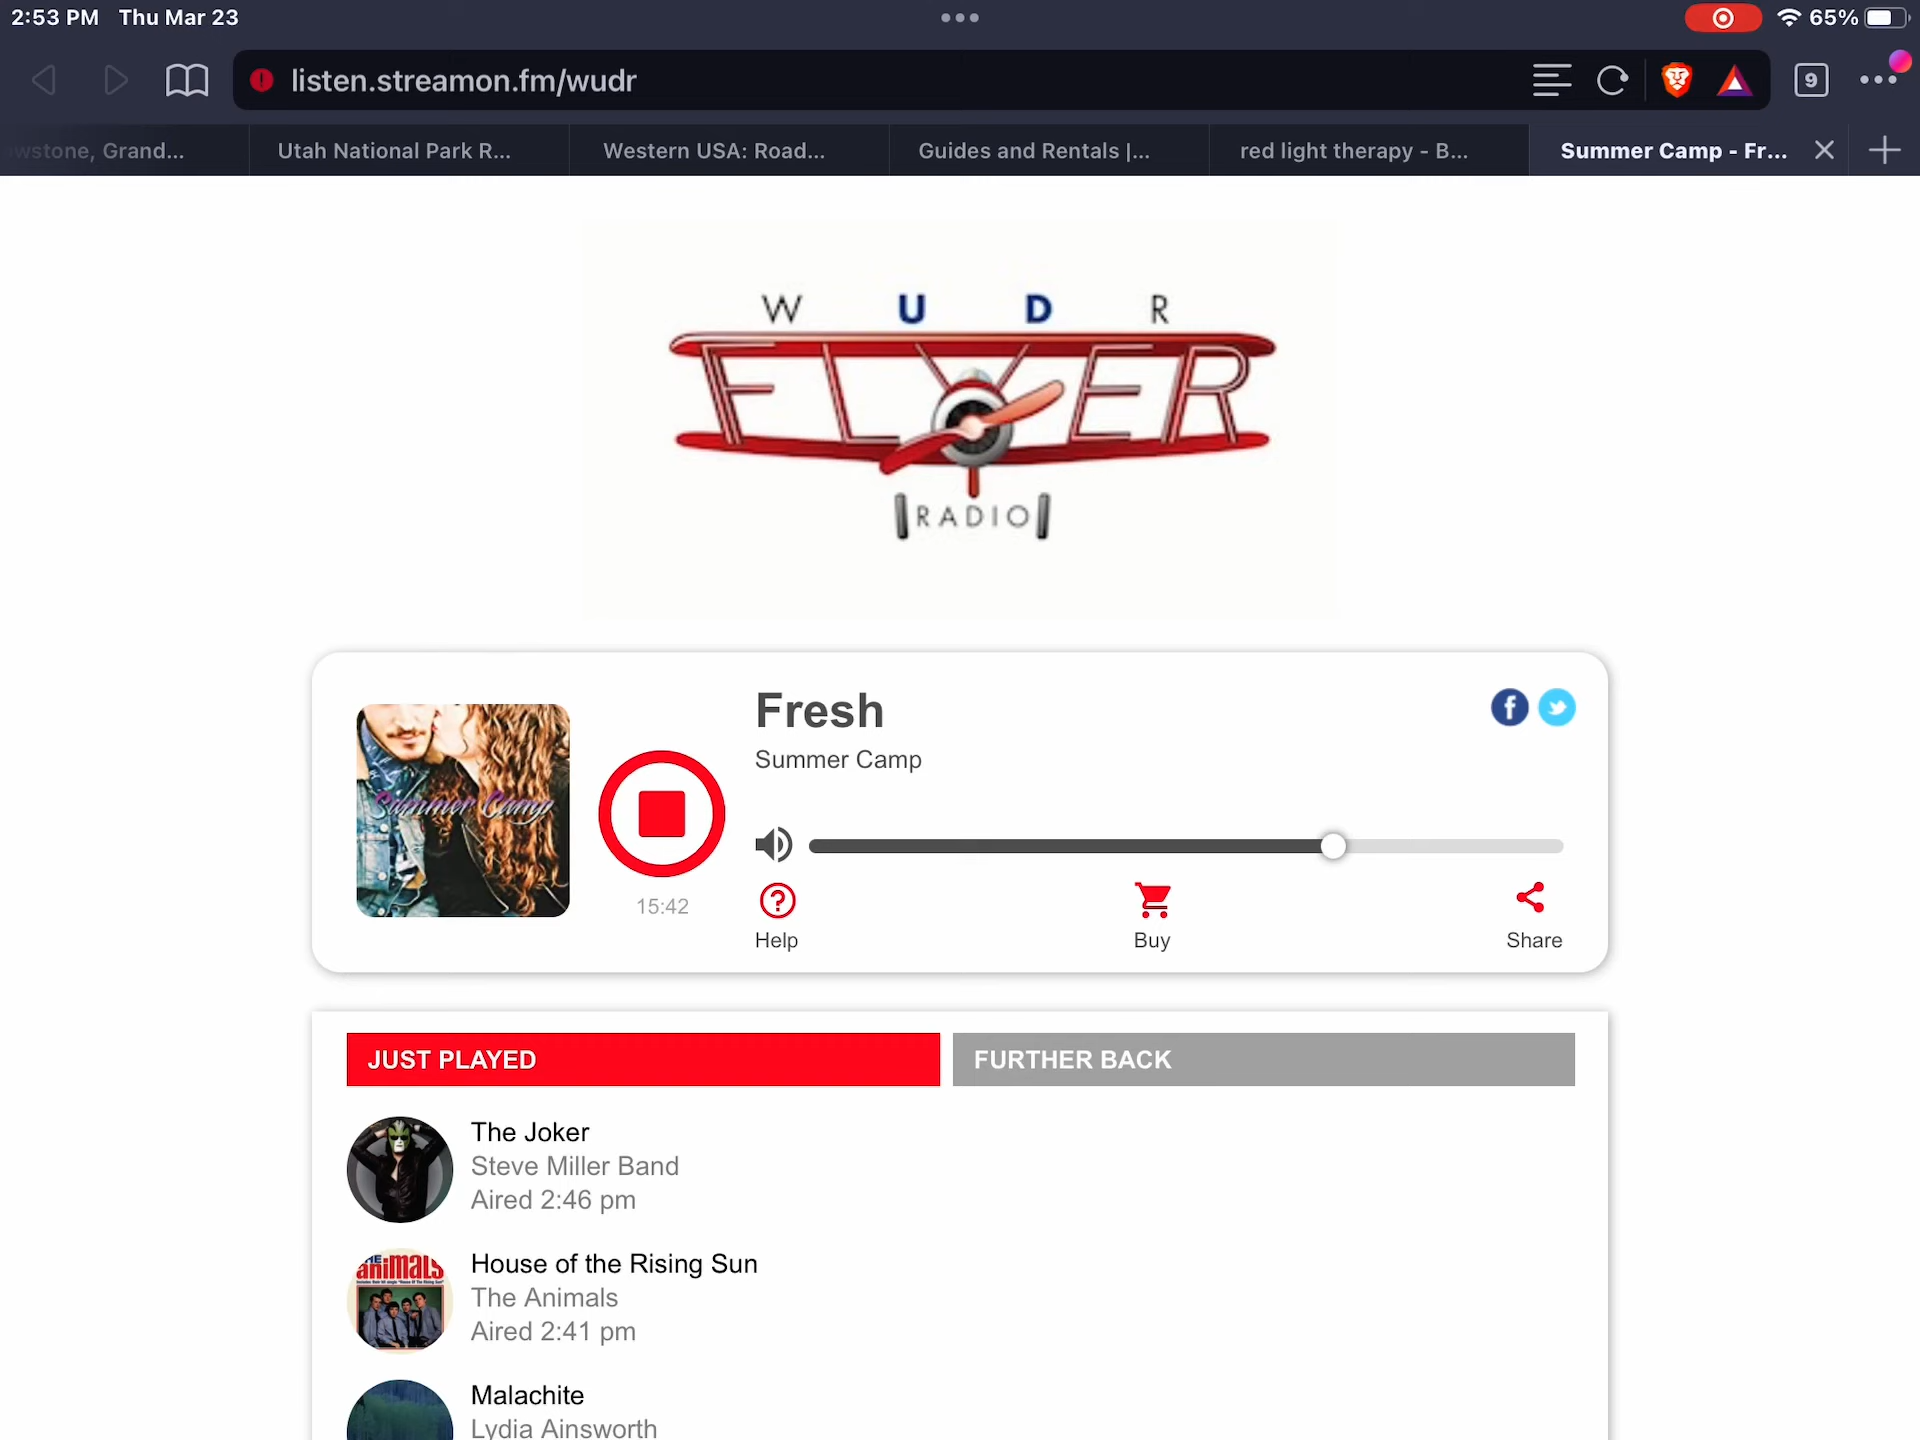 2:53 PM Thu Mar 23
65%
listen.streamon.fm/wudr
9
wstone, Grand...
Utah National Park R...
Western USA: Road...
Guides and Rentals |...
red light therapy - B...
Summer Camp - Fr...
W U D R
FLYER
RADIO
Fresh
Summer Camp
Summer Camp
15:42
Help
Buy
Share
JUST PLAYED
FURTHER BACK
The Joker
Steve Miller Band
Aired 2:46 pm
THE
animals
House of the Rising Sun
The Animals
Aired 2:41 pm
Malachite
Lydia Ainsworth